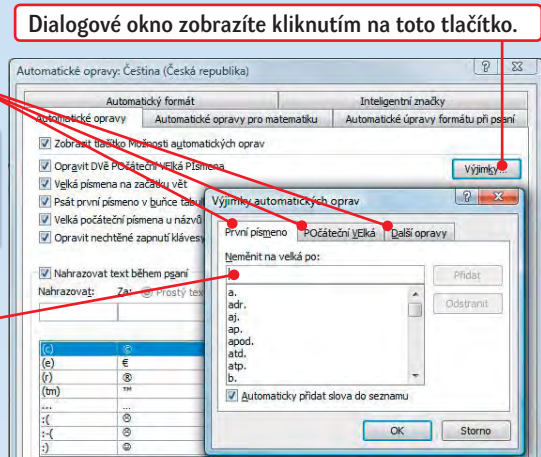 Dialogové okno zobrazíte kliknutím na toto tlačítko.
Automatické opravy: Čeština (Česká republika)
Automatický formát
Inteligentní značky
Automatické opravy
Automatické opravy pro matematiku
Automatické úpravy formátu při psaní
Zobrazit tlačítko Možnosti automatických oprav
Opravit DVě POčáteční VElká PÍsmena
Výjimky...
Velká písmena na začátku vět
Psát první písmeno v buňce
Velká počáteční písmena u názvů
Opravit nechtěné zapnutí klávesy
Nahrazovat text během psaní
Nahrazovat:
Za:
Prostý
(c) ©
(e) €
(r) ®
(tm) ™
... …
:( ☹
:-( ☹
:) ☺
Výjimky automatických oprav
První písmeno
POčáteční VElká
Další opravy
Neměnit na velká po:
Přidat
Odstranit
a.
adr.
aj.
ap.
apod.
atd.
atp.
b.
Automaticky přidat slova do seznamu
OK
Storno